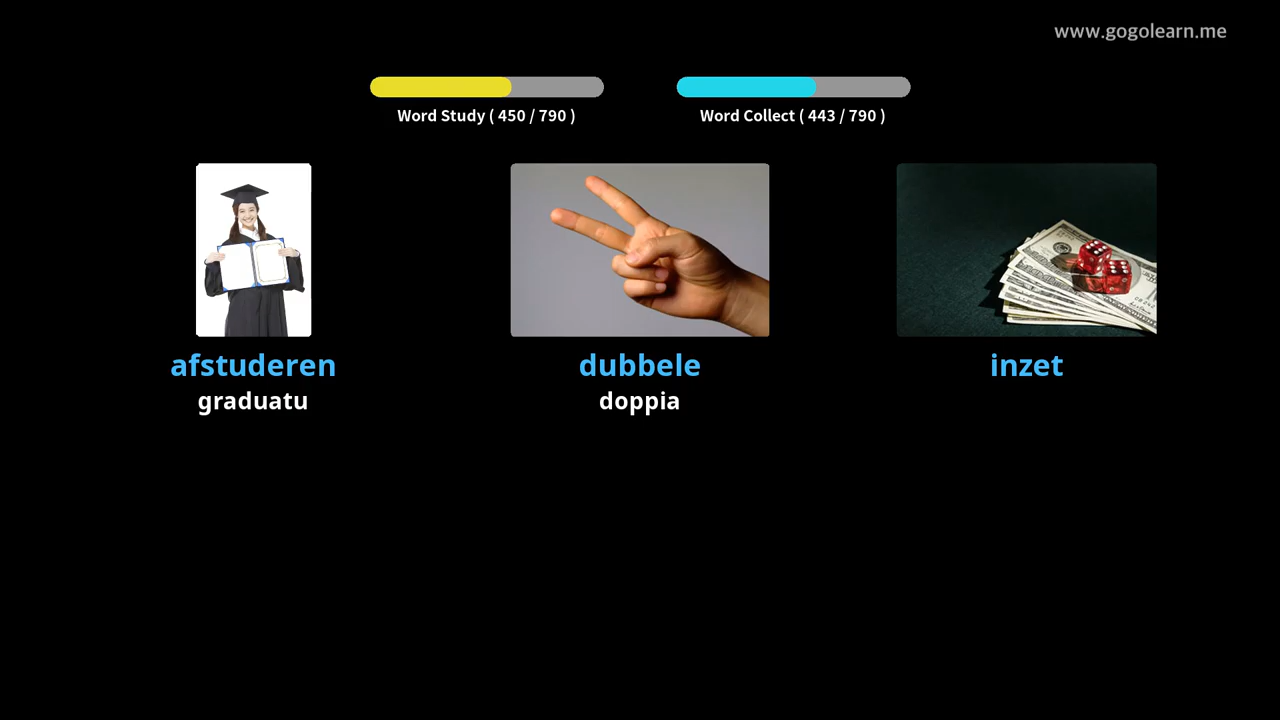 www.gogolearn.me
Word Study ( 450 / 790 )
Word Collect ( 443 / 790 )
afstuderen
graduatu
dubbele
doppia
inzet